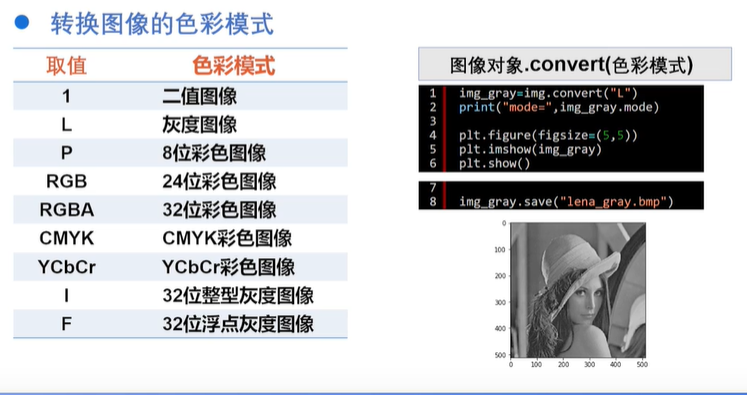 转换图像的色彩模式
取值 色彩模式
1 二值图像
L 灰度图像
P 8位彩色图像
RGB 24位彩色图像
RGBA 32位彩色图像
CMYK CMYK彩色图像
YCbCr YCbCr彩色图像
I 32位整型灰度图像
F 32位浮点灰度图像
图像对象.convert(色彩模式)
1 img_gray=img.convert("L")
2 print("mode=",img_gray.mode)
3
4 plt.figure(figsize=(5,5))
5 plt.imshow(img_gray)
6 plt.show()
7
8 img_gray.save("lena_gray.bmp")
0
100
200
300
400
500
0 100 200 300 400 500